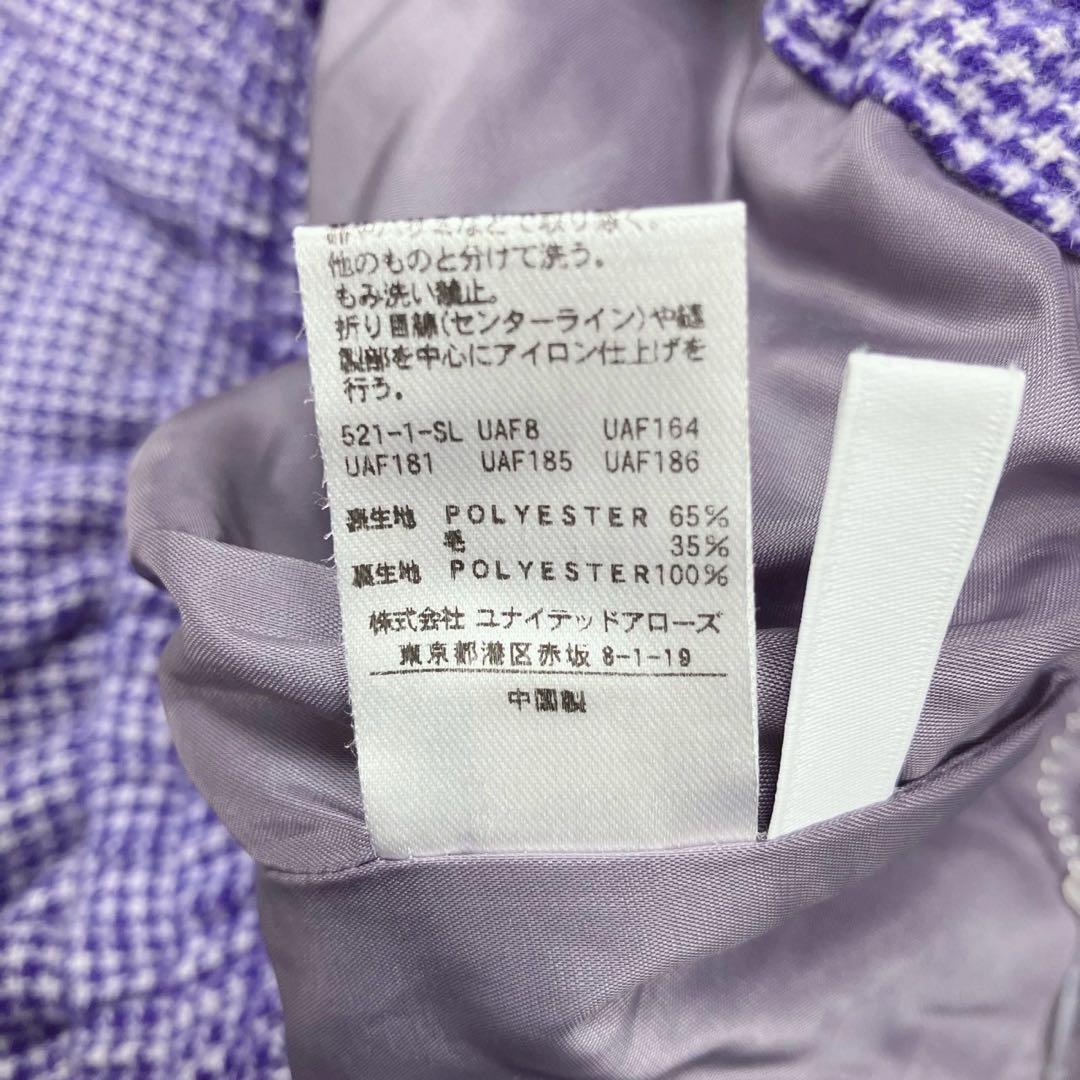 他のものと分けて洗う。
もみ洗い禁止。
折り目線(センターライン)や縫
製部を中心にアイロン仕上げを
行う。
521-1-SL UAF8 UAF164
UAF181 UAF185 UAF186
表生地 POLYESTER 65%
毛 35%
裏生地 POLYESTER100%
株式会社 ユナイテッドアローズ
東京都港区赤坂 8-1-19
中国製